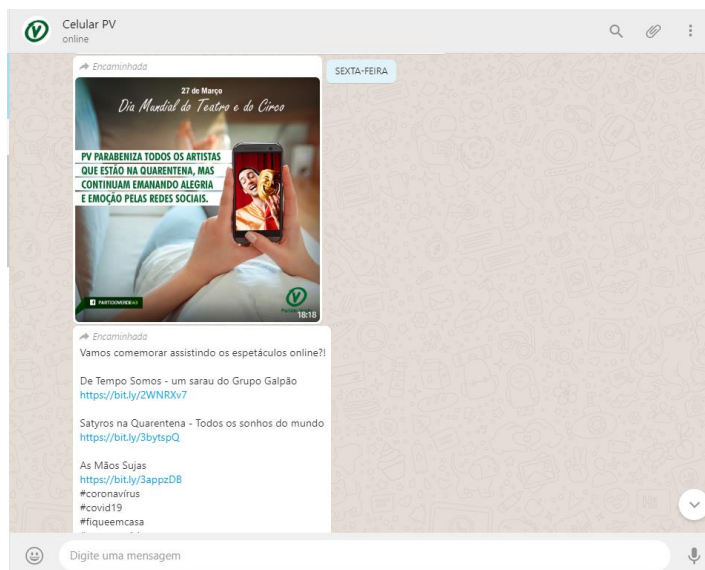 Celular PV
online
Encaminhada
SEXTA-FEIRA
27 de Março
Dia Mundial do Teatro e do Circo
PV PARABENIZA TODOS OS ARTISTAS
QUE ESTÃO NA QUARENTENA, MAS
CONTINUAM EMANANDO ALEGRIA
E EMOÇÃO PELAS REDES SOCIAIS.
PARTIDOVERDE43
18:18
Encaminhada
Vamos comemorar assistindo os espetáculos online?!
De Tempo Somos - um sarau do Grupo Galpão
https://bit.ly/2WNRXv7
Satyros na Quarentena - Todos os sonhos do mundo
https://bit.ly/3bytspQ
As Mãos Sujas
https://bit.ly/3appzDB
#coronavírus
#covid19
#fiqueemcasa
Digite uma mensagem